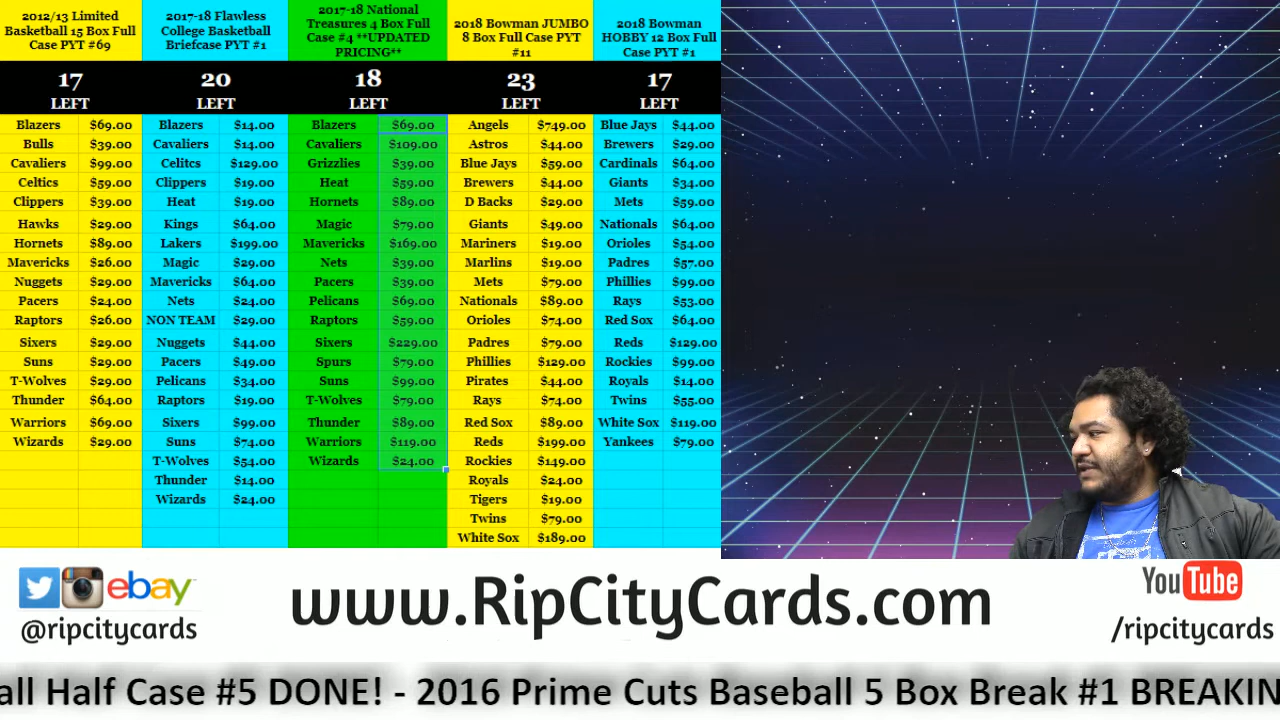 2012/13 Limited
Basketball 15 Box Full
Case PYT #69
17
LEFT
Blazers $69.00
Bulls $39.00
Cavaliers $99.00
Celtics $59.00
Clippers $39.00
Hawks $29.00
Hornets $89.00
Mavericks $26.00
Nuggets $29.00
Pacers $24.00
Raptors $26.00
Sixers $29.00
Suns $29.00
T-Wolves $29.00
Thunder $64.00
Warriors $69.00
Wizards $29.00
2017-18 Flawless
College Basketball
Briefcase PYT #1
20
LEFT
Blazers $14.00
Cavaliers $14.00
Celitcs $129.00
Clippers $19.00
Heat $19.00
Kings $64.00
Lakers $199.00
Magic $29.00
Mavericks $64.00
Nets $24.00
NON TEAM $29.00
Nuggets $44.00
Pacers $49.00
Pelicans $34.00
Raptors $19.00
Sixers $99.00
Suns $74.00
T-Wolves $54.00
Thunder $14.00
Wizards $24.00
2017-18 National
Treasures 4 Box Full
Case #4 **UPDATED
PRICING**
18
LEFT
Blazers $69.00
Cavaliers $109.00
Grizzlies $39.00
Heat $59.00
Hornets $89.00
Magic $79.00
Mavericks $169.00
Nets $39.00
Pacers $39.00
Pelicans $69.00
Raptors $59.00
Sixers $229.00
Spurs $79.00
Suns $99.00
T-Wolves $79.00
Thunder $89.00
Warriors $119.00
Wizards $24.00
2018 Bowman JUMBO
8 Box Full Case PYT
#11
23
LEFT
Angels $749.00
Astros $44.00
Blue Jays $59.00
Brewers $44.00
D Backs $29.00
Giants $49.00
Mariners $19.00
Marlins $19.00
Mets $79.00
Nationals $89.00
Orioles $74.00
Padres $79.00
Phillies $129.00
Pirates $44.00
Rays $74.00
Red Sox $89.00
Reds $199.00
Rockies $149.00
Royals $24.00
Tigers $19.00
Twins $79.00
White Sox $189.00
2018 Bowman
HOBBY 12 Box Full
Case PYT #1
17
LEFT
Blue Jays $44.00
Brewers $29.00
Cardinals $64.00
Giants $34.00
Mets $59.00
Nationals $64.00
Orioles $54.00
Padres $57.00
Phillies $99.00
Rays $53.00
Red Sox $64.00
Reds $129.00
Rockies $99.00
Royals $14.00
Twins $55.00
White Sox $119.00
Yankees $79.00
ebay
@ripcitycards
www.RipCityCards.com
YouTube
/ripcitycards
all Half Case #5 DONE! - 2016 Prime Cuts Baseball 5 Box Break #1 BREAKIN